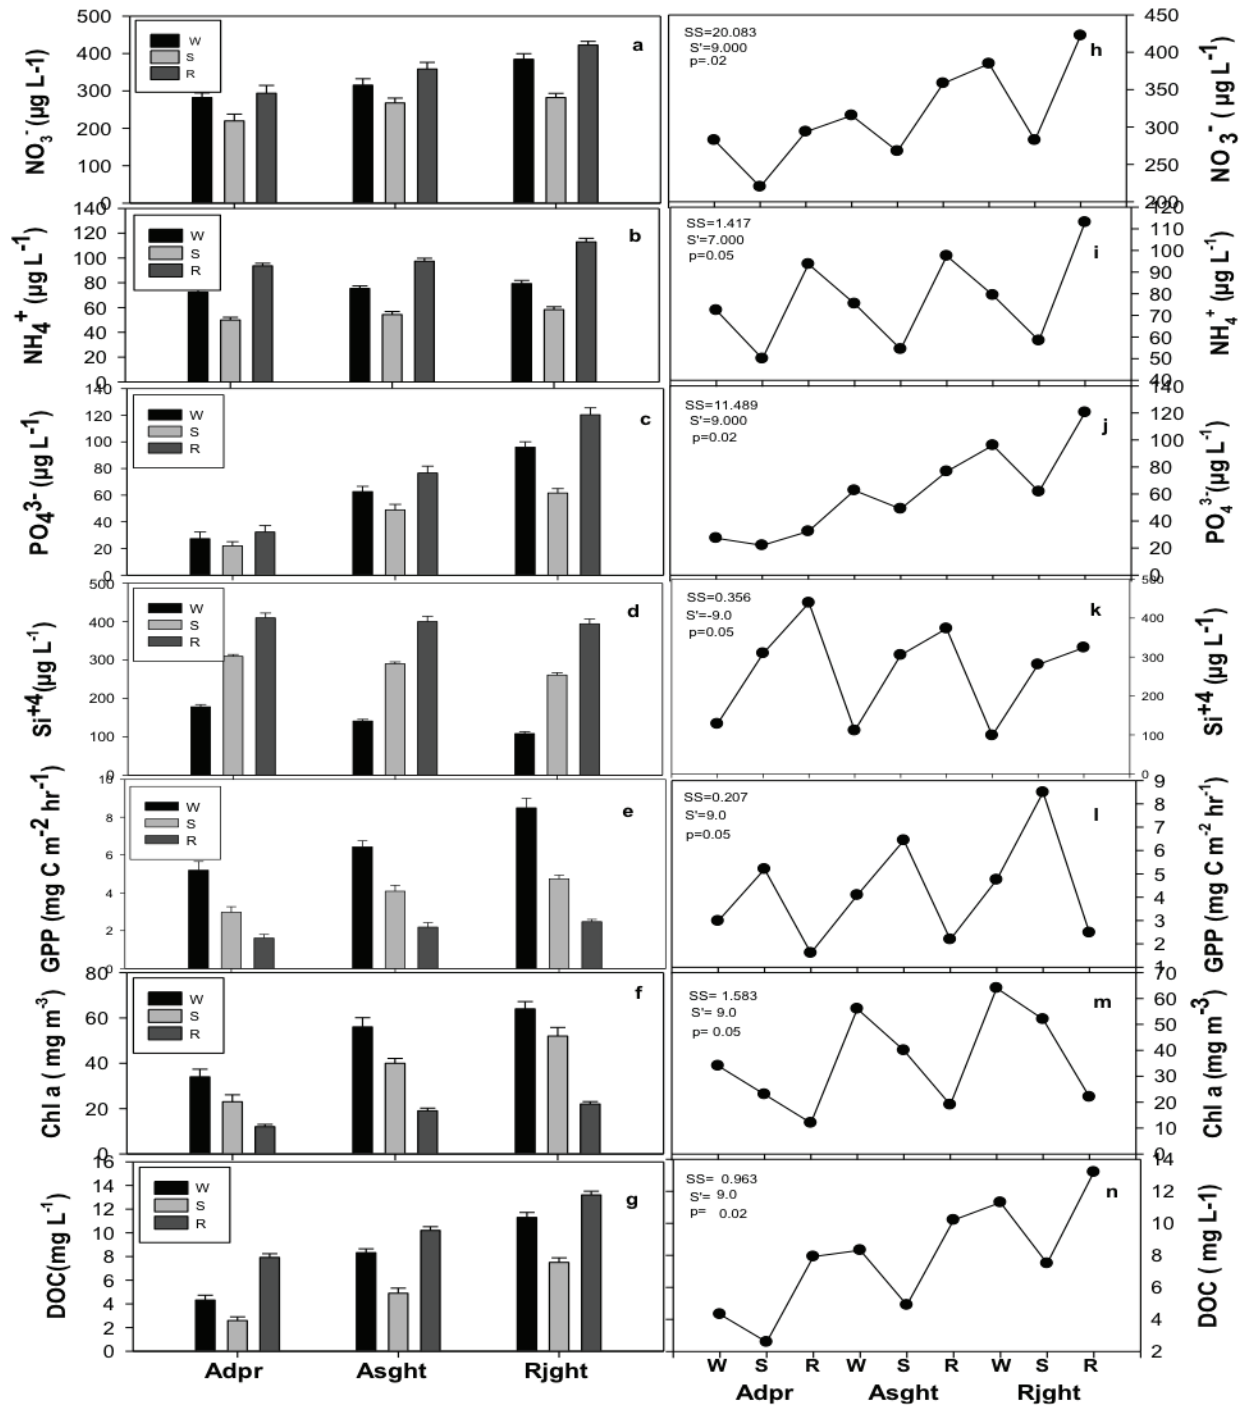 500
400
300
200
100
0
NO3- (µg L-1)
W
S
R
a
SS=20.083
S'=9.000
p=.02
h
450
400
350
300
250
200
NO3- ( µg L-1)
140
120
100
80
60
40
20
0
NH4+ (µg L-1)
W
S
R
b
SS=1.417
S'=7.000
p=0.05
i
120
110
100
90
80
70
60
50
40
NH4+ (µg L-1)
140
120
100
80
60
40
20
0
PO43- (µg L-1)
W
S
R
c
SS=11.489
S'=9.000
p=0.02
j
140
120
100
80
60
40
20
0
PO43-(µg L-1)
500
400
300
200
100
0
Si+4(µg L-1)
W
S
R
d
SS=0.356
S'=-9.0
p=0.05
k
500
400
300
200
100
0
Si+4 (µg L-1)
10
8
6
4
2
0
GPP (mg C m-2 hr-1)
W
S
R
e
SS=0.207
S'=9.0
p=0.05
l
9
8
7
6
5
4
3
2
1
GPP (mg C m-2 hr-1)
80
60
40
20
0
Chl a ( mg m-3)
W
S
R
f
SS= 1.583
S'= 9.0
p= 0.05
m
70
60
50
40
30
20
10
0
Chl a (mg m-3)
16
14
12
10
8
6
4
2
0
DOC(mg L-1)
W
S
R
g
SS= 0.963
S'= 9.0
p= 0.02
n
14
12
10
8
6
4
2
DOC ( mg L-1)
Adpr Asght Rjght
W S R W S R W S R
Adpr Asght Rjght